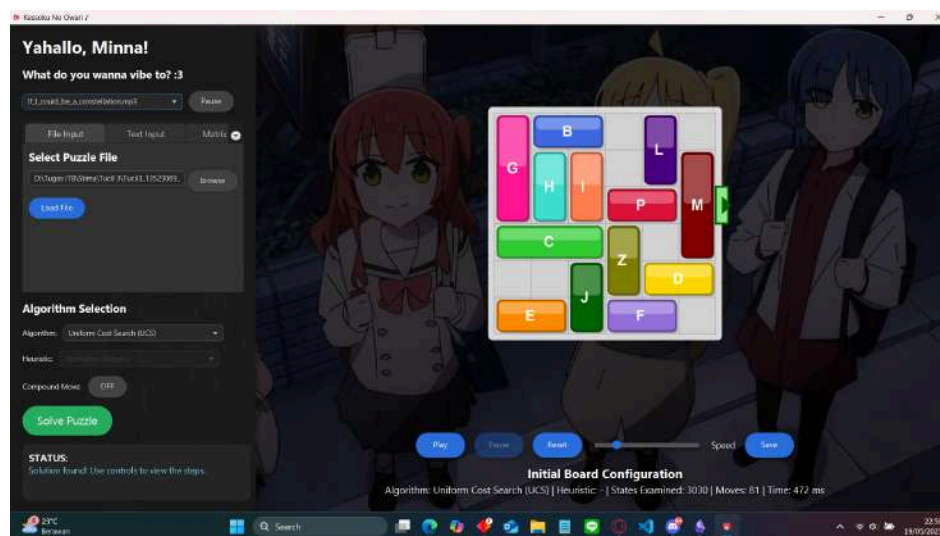 Kessoku No Owari
Yahallo, Minna!
What do you wanna vibe to? :3
Pause
File Input Text Input Matrix
Select Puzzle File
Browse
Load File
Algorithm Selection
Algorithm: Uniform Cost Search (UCS)
Heuristic:
Compound Move: OFF
Solve Puzzle
STATUS:
Solution found! Use controls to view the steps.
G B L
H I P M
C Z
J D
E F
Play Pause Reset Speed Save
Initial Board Configuration
Algorithm: Uniform Cost Search (UCS) | Heuristic: - | States Examined: 3030 | Moves: 81 | Time: 472 ms
23°C
Berawan
Search